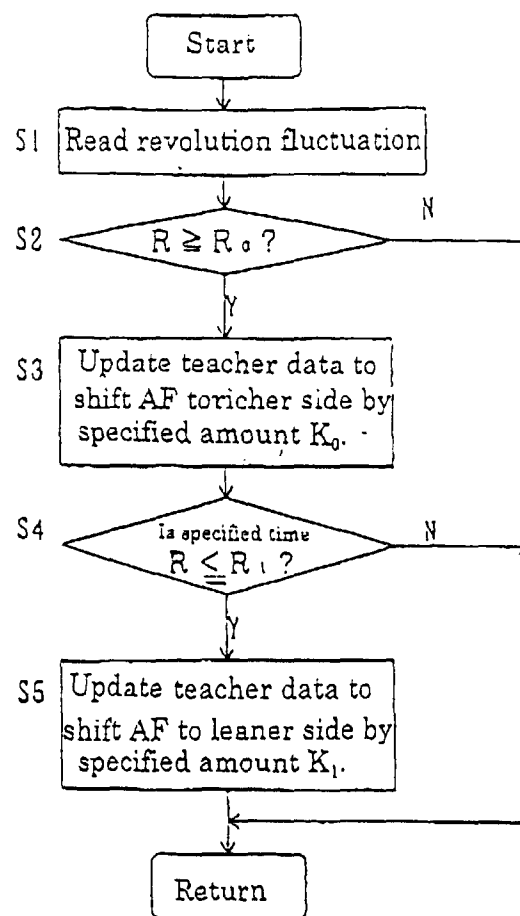 Start
S1 Read revolution fluctuation
N
S2 R ≧ R₀ ?
Y
S3 Update teacher data to
shift AF toricher side by
specified amount K₀.
S4 Is specified time
N
R ≦ R₁ ?
Y
S5 Update teacher data to
shift AF to leaner side by
specified amount K₁.
Return